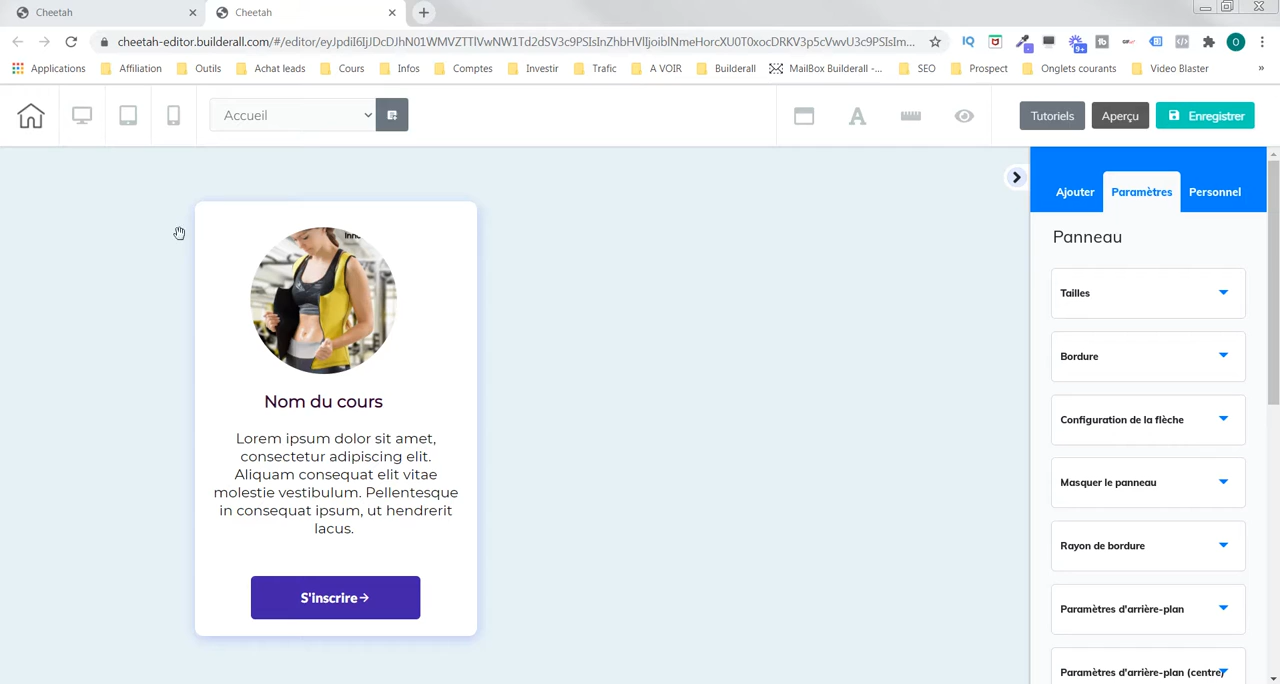 Cheetah
Cheetah
cheetah-editor.builderall.com/#/editor/eyJpdiI6IjJDcDJhN01WMVZTTlVwNW1Td2dSV3c9PSIsInZhbHVlIjoiblNmeHorcXU0T0xocDRKV3p5cVwvU3c9PSIsIm...
IQ
9+
O
Applications Affiliation Outils Achat leads Cours Infos Comptes Investir Trafic A VOIR Builderall MailBox Builderall -... SEO Prospect Onglets courants Video Blaster »
Accueil
A
Tutoriels
Aperçu
Enregistrer
Ajouter Paramètres Personnel
Panneau
Tailles
Bordure
Configuration de la flèche
Masquer le panneau
Rayon de bordure
Paramètres d'arrière-plan
Paramètres d'arrière-plan (centre)
Nom du cours
Lorem ipsum dolor sit amet,
consectetur adipiscing elit.
Aliquam consequat elit vitae
molestie vestibulum. Pellentesque
in consequat ipsum, ut hendrerit
lacus.
S'inscrire→